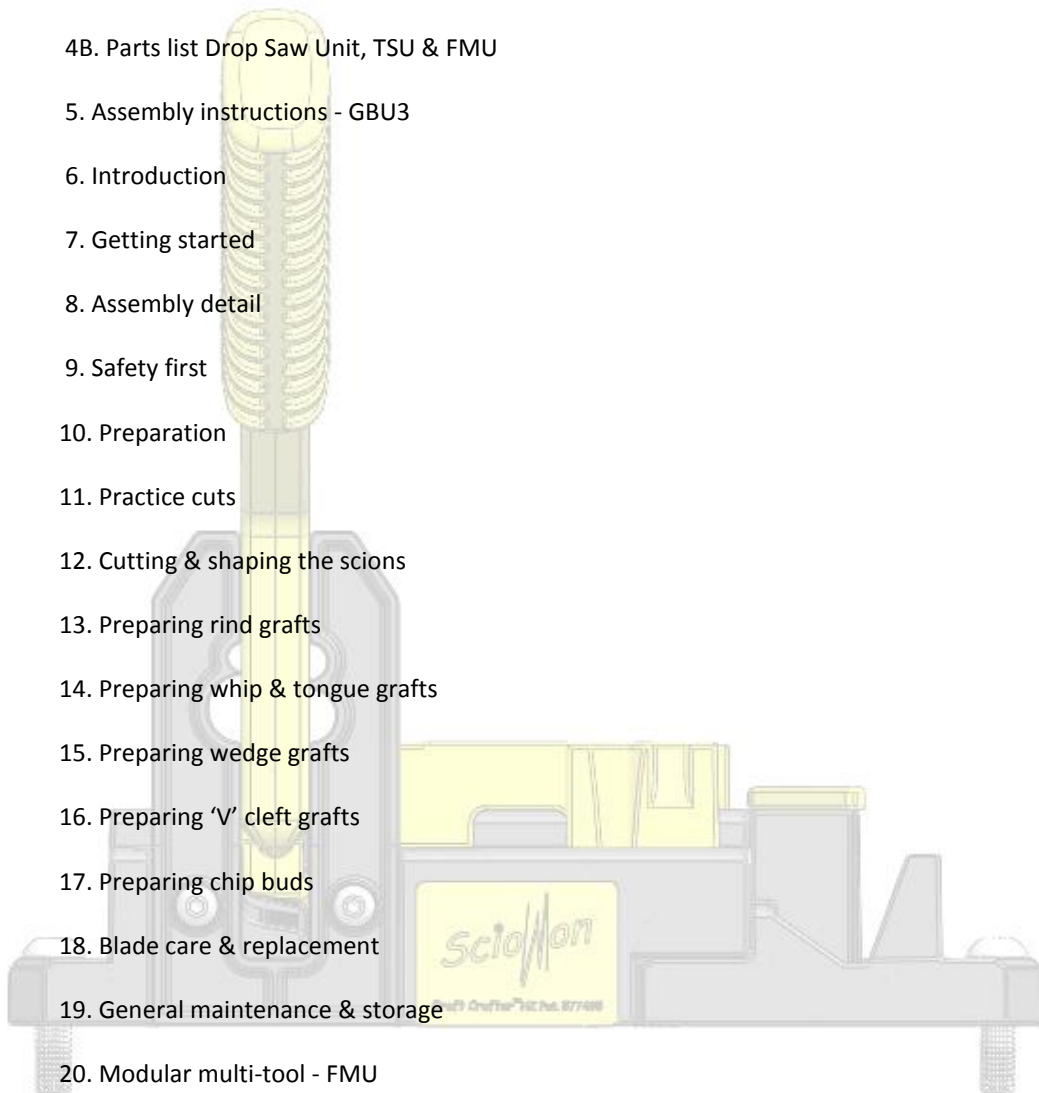 4B. Parts list Drop Saw Unit, TSU & FMU
5. Assembly instructions - GBU3
6. Introduction
7. Getting started
8. Assembly detail
9. Safety first
10. Preparation
11. Practice cuts
12. Cutting & shaping the scions
13. Preparing rind grafts
14. Preparing whip & tongue grafts
15. Preparing wedge grafts
16. Preparing ‘V’ cleft grafts
17. Preparing chip buds
18. Blade care & replacement
19. General maintenance & storage
20. Modular multi-tool - FMU